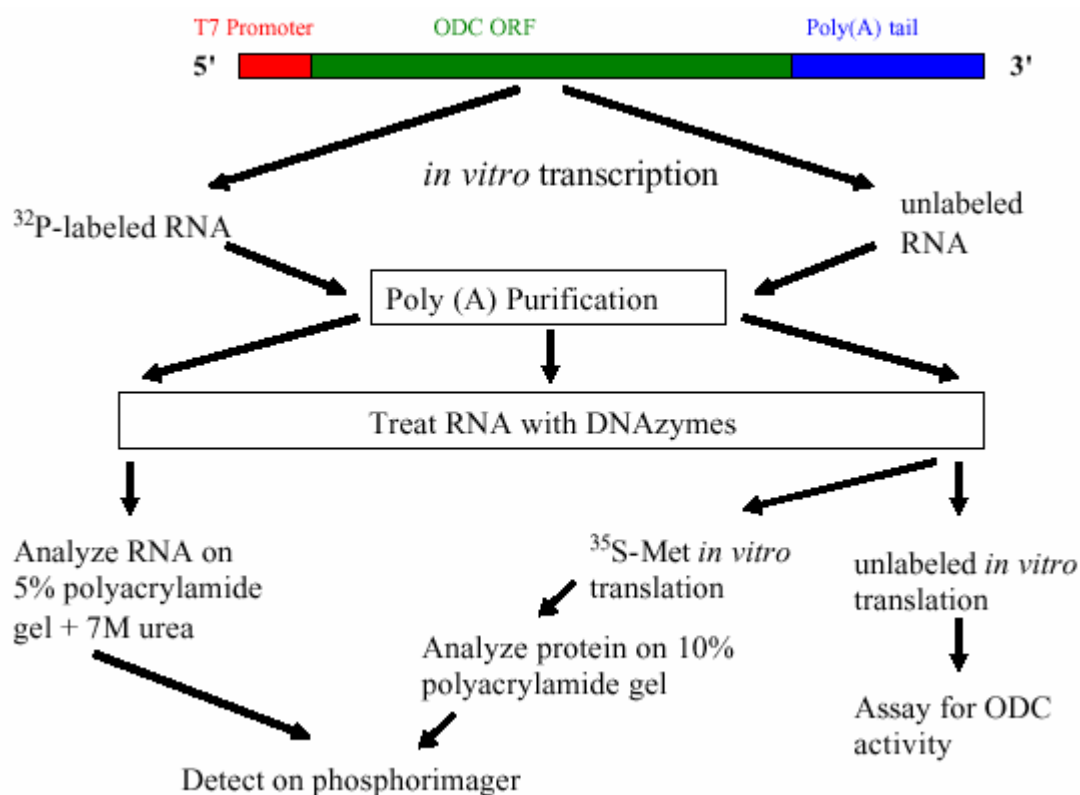 T7 Promoter ODC ORF Poly(A) tail
5' 3'
in vitro transcription
³²P-labeled RNA
unlabeled
RNA
Poly (A) Purification
Treat RNA with DNAzymes
Analyze RNA on
5% polyacrylamide
gel + 7M urea
³⁵S-Met in vitro
translation
unlabeled in vitro
translation
Analyze protein on 10%
polyacrylamide gel
Assay for ODC
activity
Detect on phosphorimager